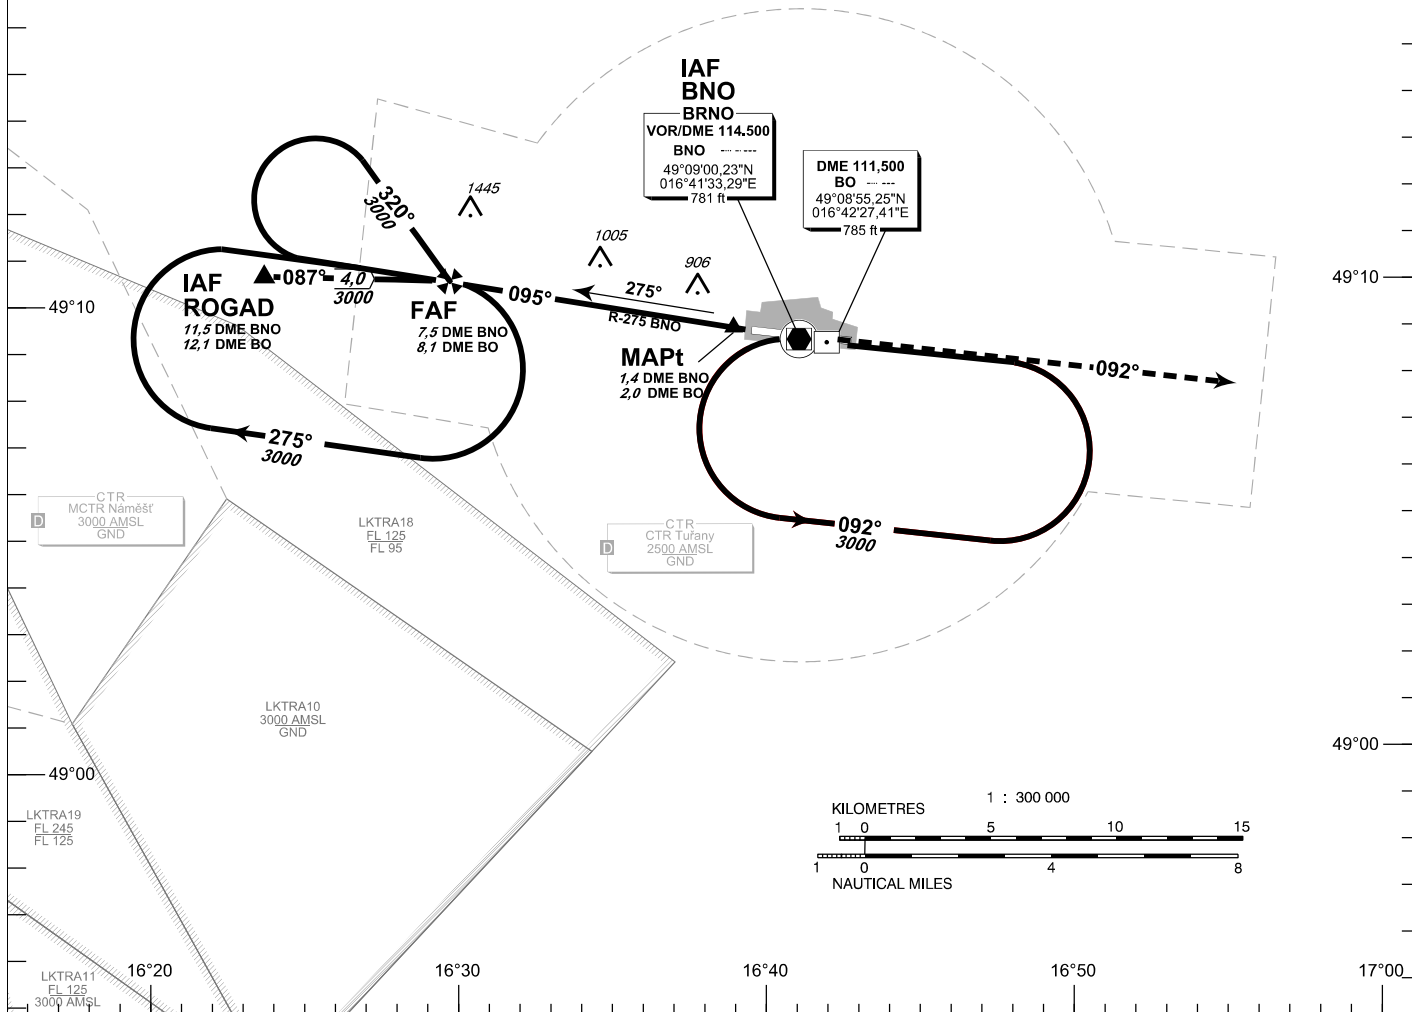 IAF
BNO
BRNO
VOR/DME 114.500
BNO
49°09'00,23"N
016°41'33,29"E
781 ft
DME 111,500
BO
49°08'55,25"N
016°42'27,41"E
785 ft
1445
320°
3000
1005
906
49°10
IAF
ROGAD
11,5 DME BNO
12,1 DME BO
087°
4,0
3000
FAF
7,5 DME BNO
8,1 DME BO
095°
275°
R-275 BNO
49°10
MAPt
1,4 DME BNO
2,0 DME BO
092°
275°
3000
092°
3000
CTR
MCTR Náměšť
3000 AMSL
GND
D
LKTRA18
FL 125
FL 95
CTR
CTR Tuřany
2500 AMSL
GND
D
LKTRA10
3000 AMSL
GND
49°00
49°00
LKTRA19
FL 245
FL 125
1 : 300 000
KILOMETRES
1 0 5 10 15
1 0 4 8
NAUTICAL MILES
LKTRA11
FL 125
3000 AMSL
16°20
16°30
16°40
16°50
17°00